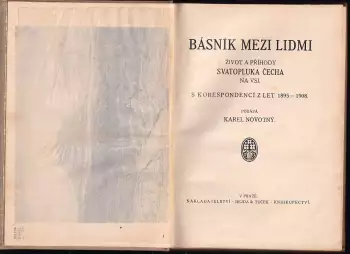 BÁSNÍK MEZI LIDMI
ŽIVOT A PŘÍHODY
SVATOPLUKA ČECHA
NA VSI.
S KORESPONDENCÍ Z LET 1895—1908.
PODÁVÁ
KAREL NOVOTNÝ.
V PRAZE.
NAKLADATELSTVÍ - HEJDA & TUČEK - KNIHKUPECTVÍ.